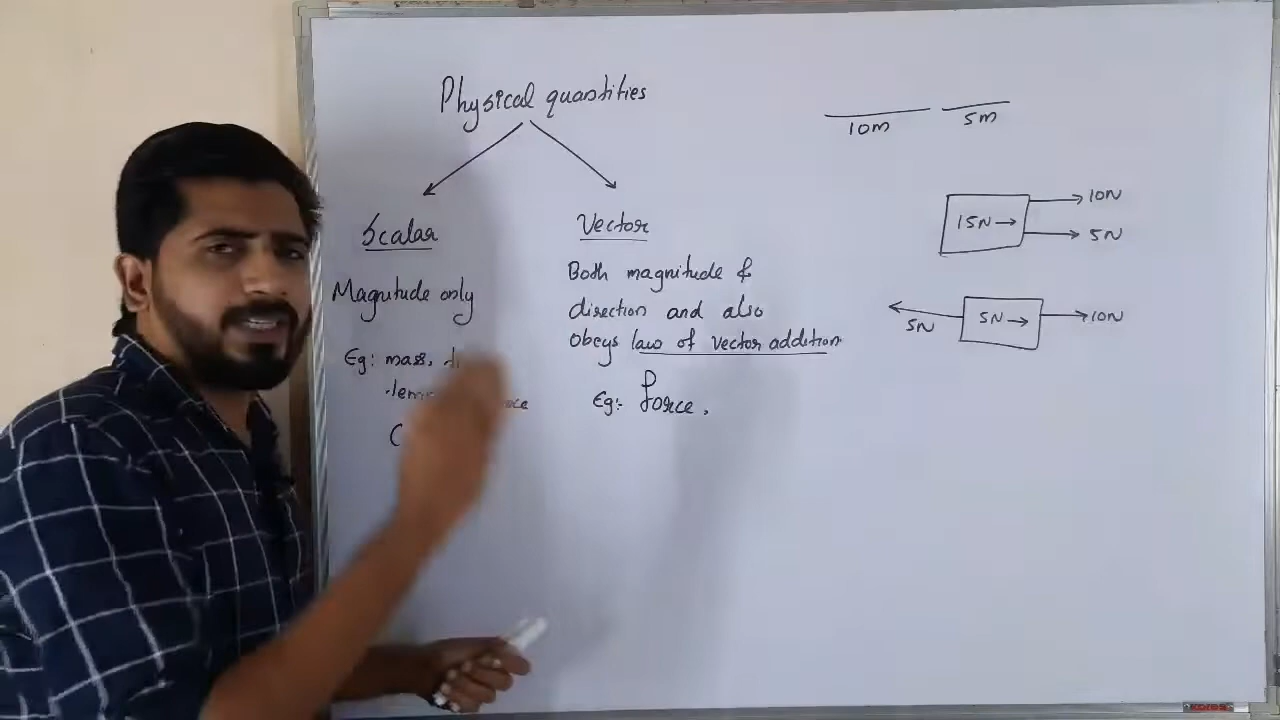 Physical quantities
Scalar
Magnitude only
Eg: mass,
Vector
Both magnitude &
direction and also
obeys law of vector addition
Eg:- force,
10m 5m
15N → 10N
5N
5N 5N → 10N